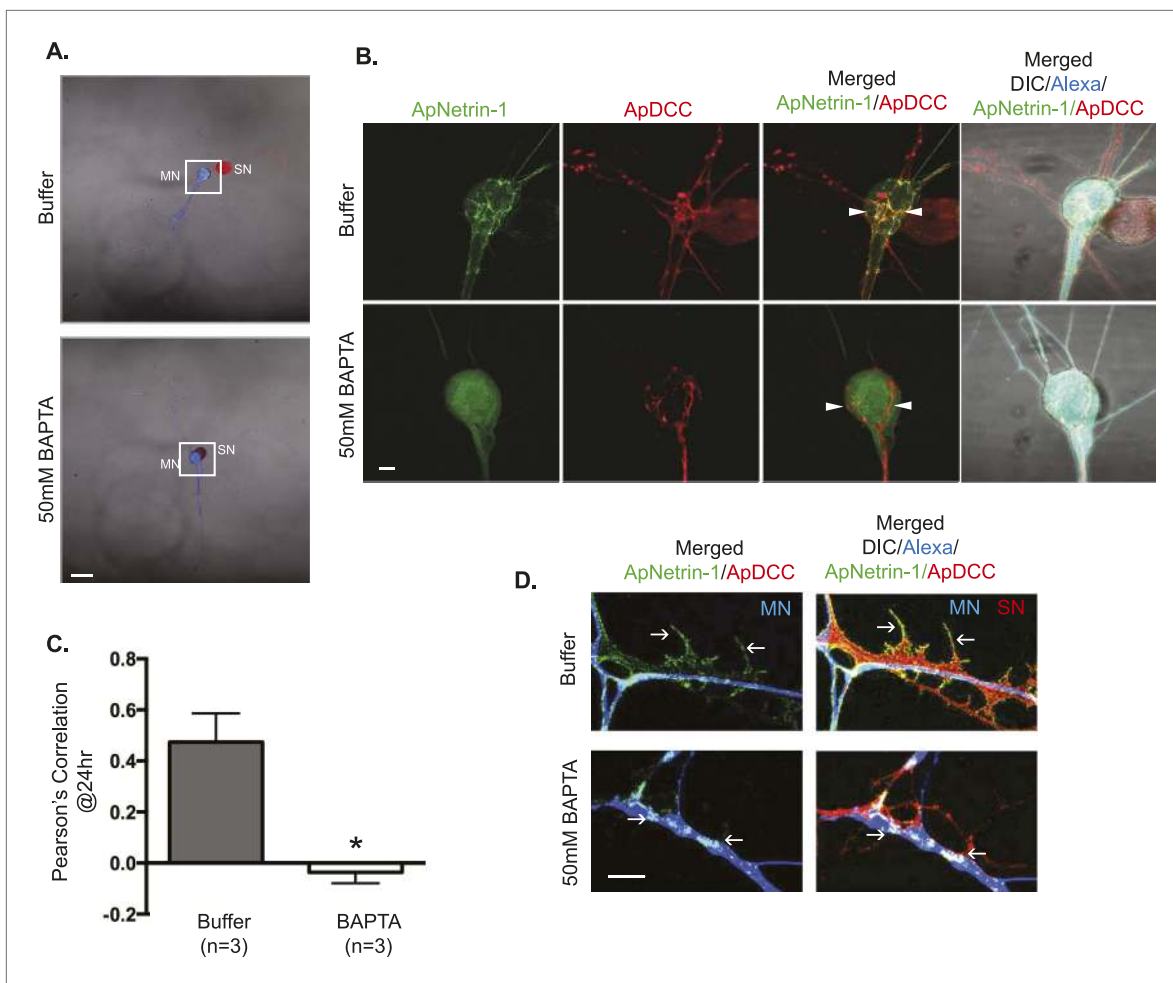 A.
Buffer
MN
SN
50mM BAPTA
MN
SN
B.
ApNetrin-1
ApDCC
Merged
ApNetrin-1/ApDCC
Merged
DIC/Alexa/
ApNetrin-1/ApDCC
Buffer
50mM BAPTA
C.
Pearson's Correlation
@24hr
0.8
0.6
0.4
0.2
0.0
-0.2
*
Buffer
(n=3)
BAPTA
(n=3)
D.
Merged
ApNetrin-1/ApDCC
Merged
DIC/Alexa/
ApNetrin-1/ApDCC
Buffer
MN
MN SN
50mM BAPTA